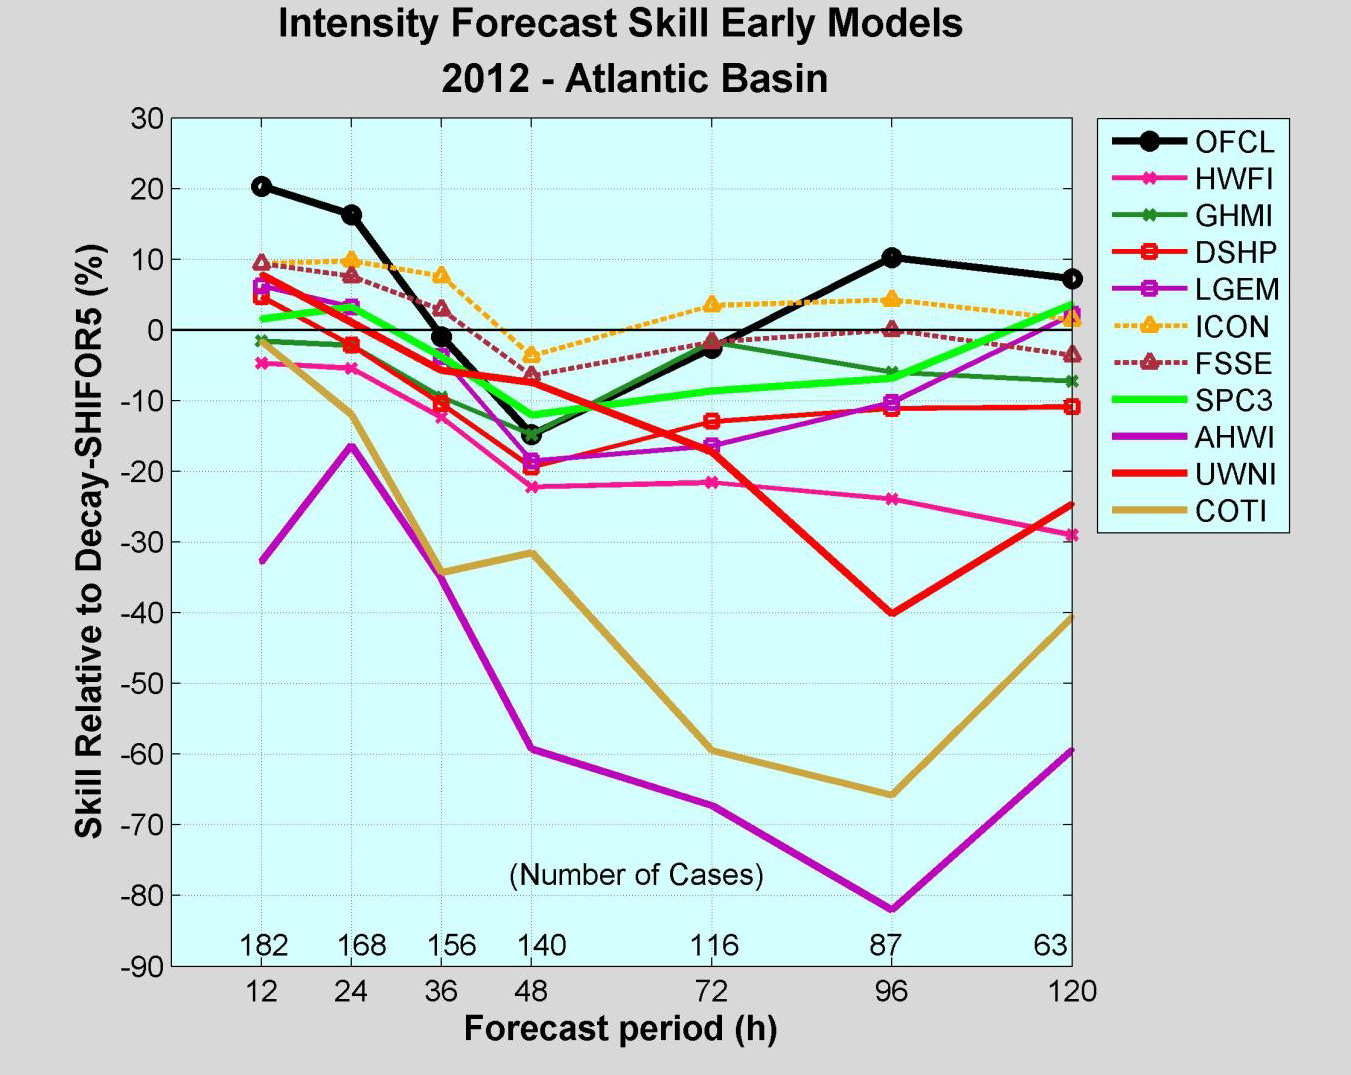 Intensity Forecast Skill Early Models
2012 - Atlantic Basin
Skill Relative to Decay-SHIFOR5 (%)
30
20
10
0
-10
-20
-30
-40
-50
-60
-70
-80
-90
OFCL
HWFI
GHMI
DSHP
LGEM
ICON
FSSE
SPC3
AHWI
UWNI
COTI
(Number of Cases)
182 168 156 140 116 87 63
12 24 36 48 72 96 120
Forecast period (h)